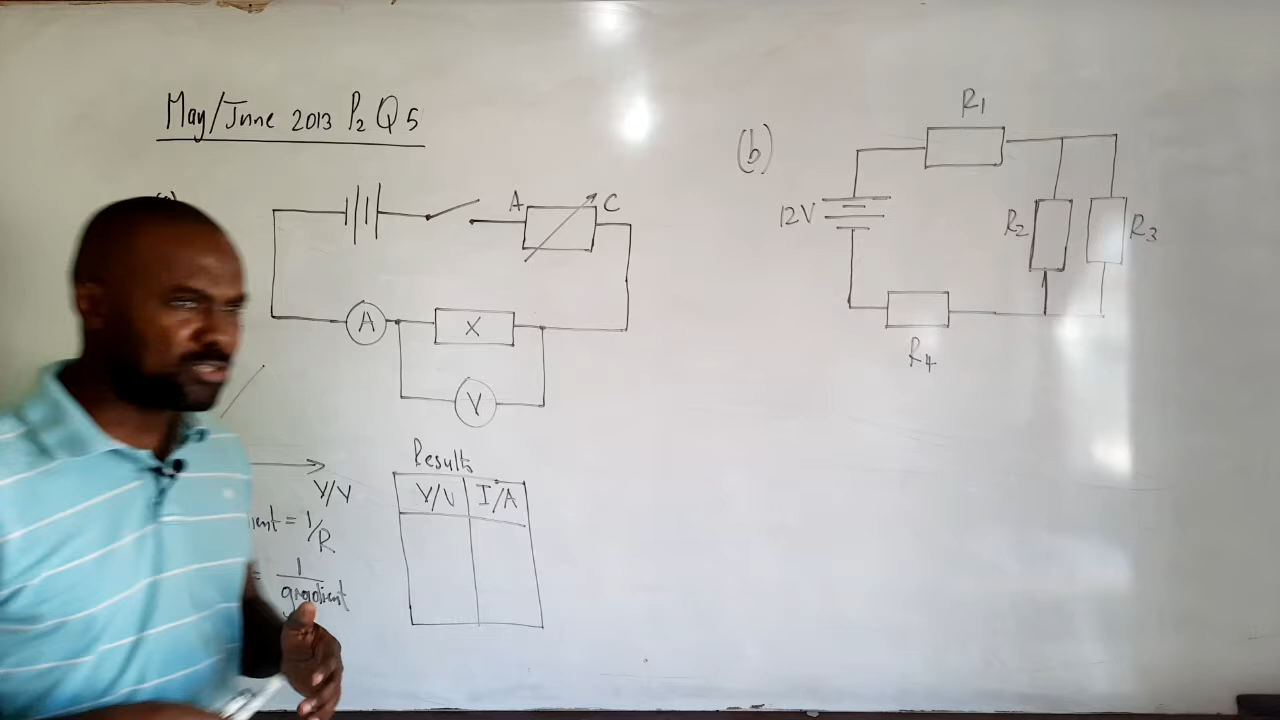 May/June 2013 P2 Q5
(a)
A
C
A
X
V
V/V
= 1/R
= 1/gradient
Results
V/V I/A
(b)
R1
12V
R2
R3
R4